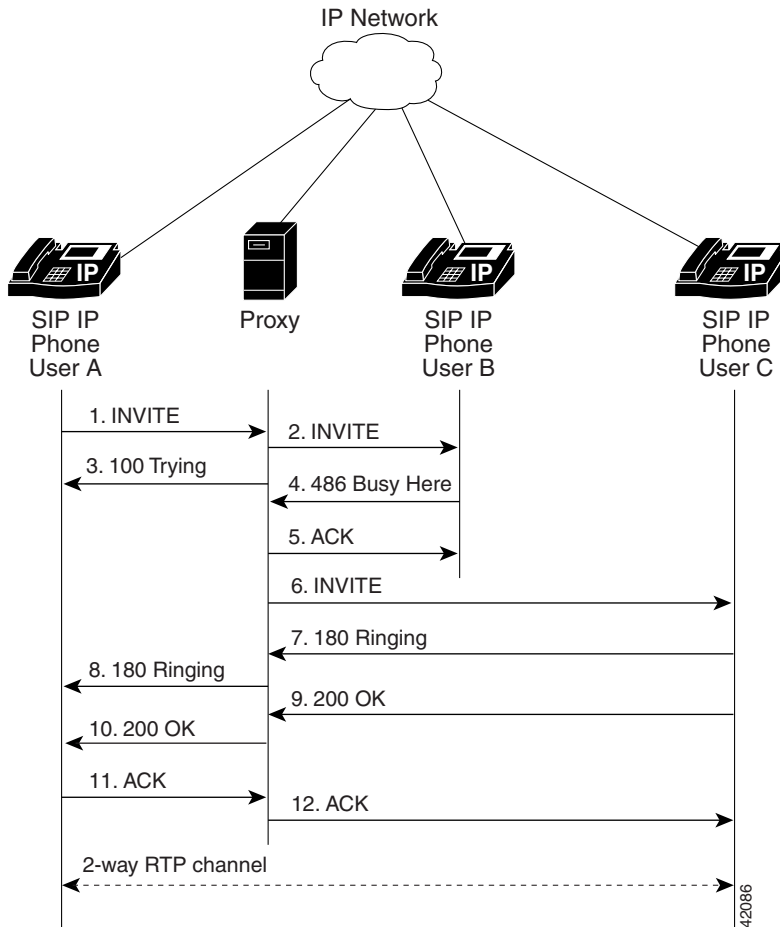 IP Network
IP
IP
IP
SIP IP
Phone
User A
Proxy
SIP IP
Phone
User B
SIP IP
Phone
User C
1. INVITE
2. INVITE
3. 100 Trying
4. 486 Busy Here
5. ACK
6. INVITE
7. 180 Ringing
8. 180 Ringing
9. 200 OK
10. 200 OK
11. ACK
12. ACK
2-way RTP channel
42086